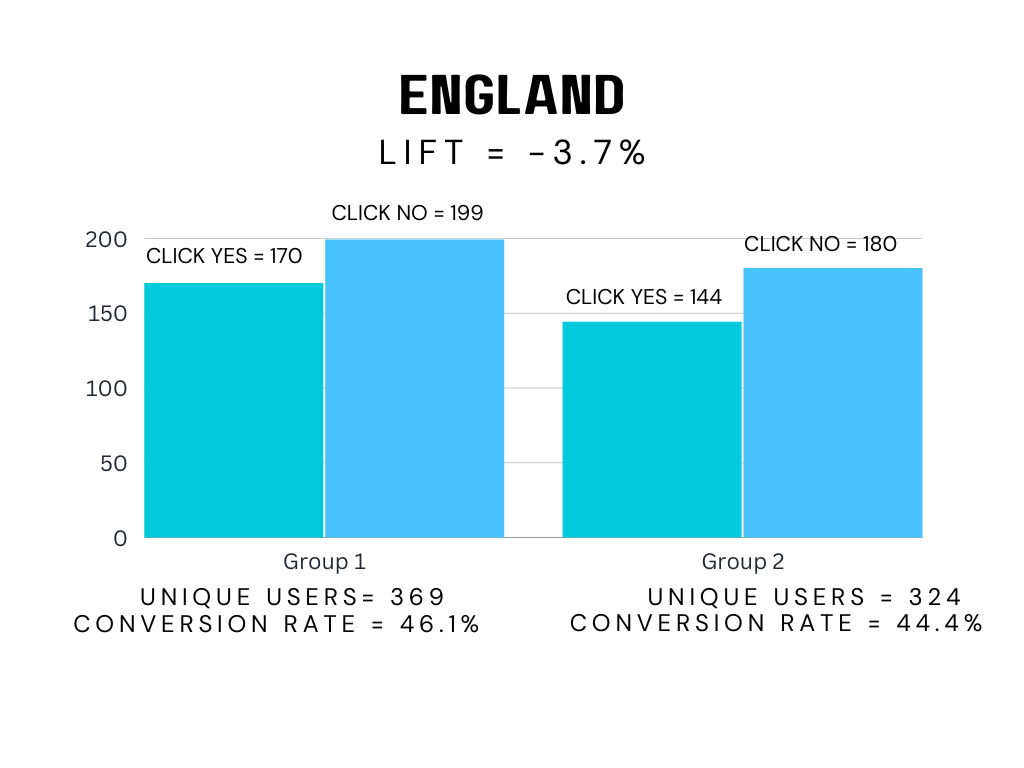 ENGLAND
LIFT = -3.7%
CLICK NO = 199
200
CLICK YES = 170
CLICK NO = 180
CLICK YES = 144
150
100
50
0
Group 1
Group 2
UNIQUE USERS= 369
CONVERSION RATE = 46.1%
UNIQUE USERS = 324
CONVERSION RATE = 44.4%